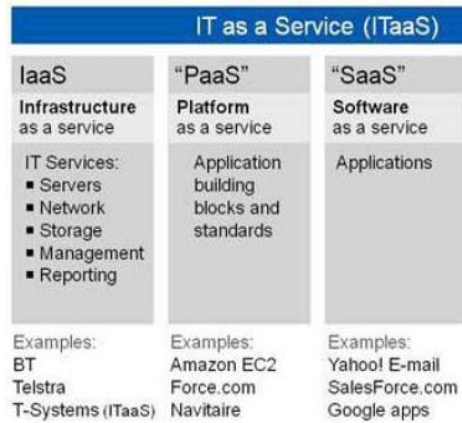 IT as a Service (ITaaS)
IaaS
Infrastructure
as a service
IT Services:
▪ Servers
▪ Network
▪ Storage
▪ Management
▪ Reporting
Examples:
BT
Telstra
T-Systems (ITaaS)
“PaaS”
Platform
as a service
Application
building
blocks and
standards
Examples:
Amazon EC2
Force.com
Navitaire
“SaaS”
Software
as a service
Applications
Examples:
Yahoo! E-mail
SalesForce.com
Google apps